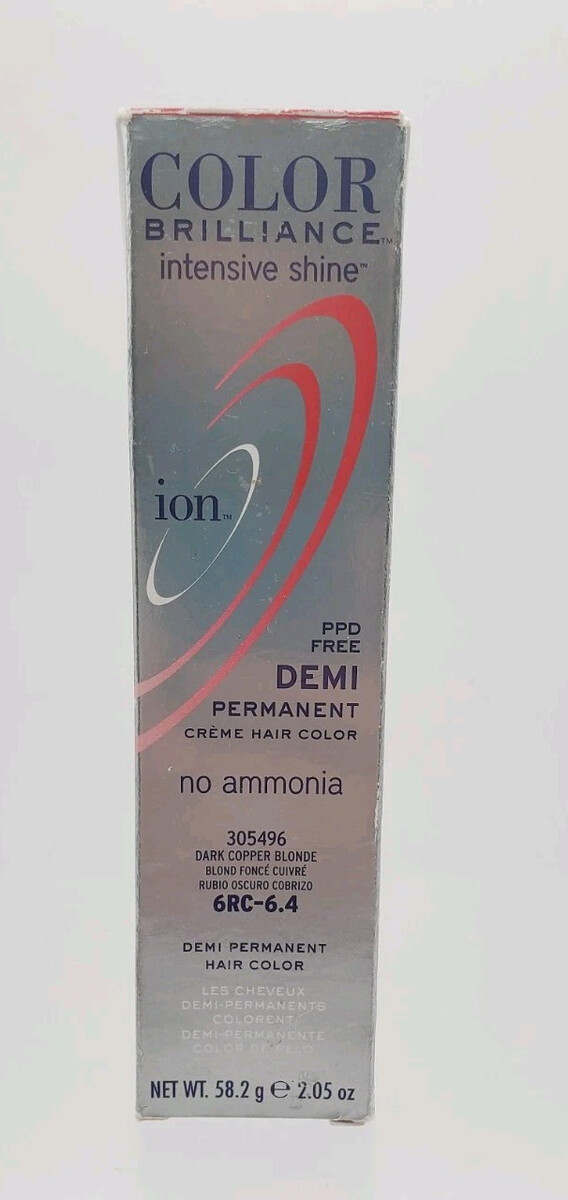 COLOR
BRILLIANCE™
intensive shine™
ion™
PPD
FREE
DEMI
PERMANENT
CRÈME HAIR COLOR
no ammonia
305496
DARK COPPER BLONDE
BLOND FONCÉ CUIVRÉ
RUBIO OSCURO COBRIZO
6RC-6.4
DEMI PERMANENT
HAIR COLOR
LES CHEVEUX
DEMI-PERMANENTS
COLORENT
DEMI-PERMANENTE
COLOR DE PELO
NET WT. 58.2 g ℮ 2.05 oz